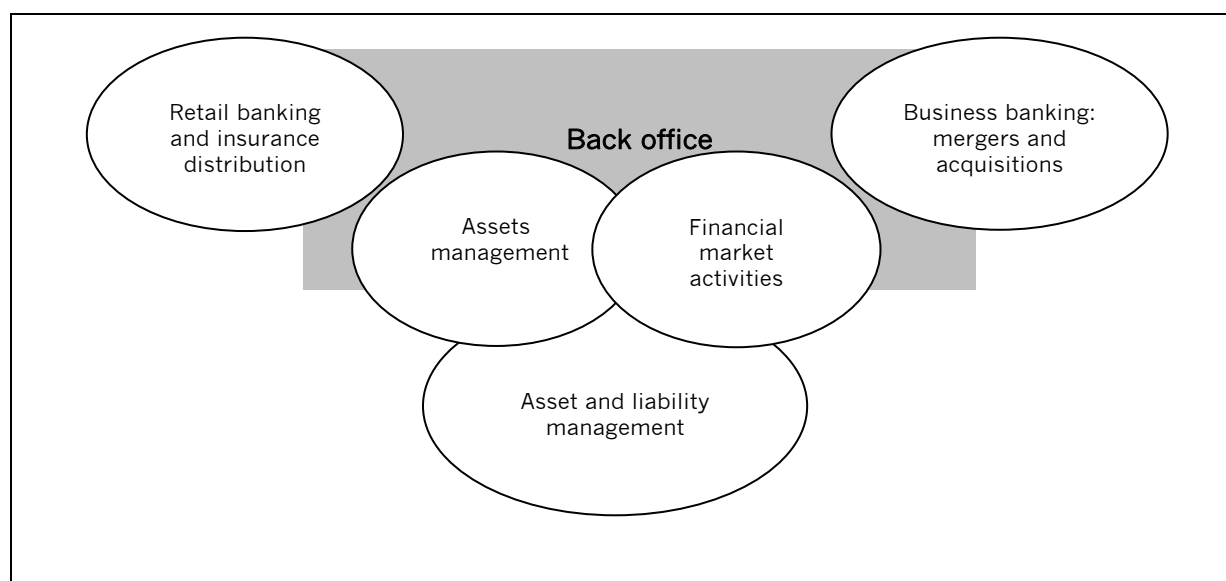 Retail banking
and insurance
distribution
Business banking:
mergers and
acquisitions
Back office
Assets
management
Financial
market
activities
Asset and liability
management